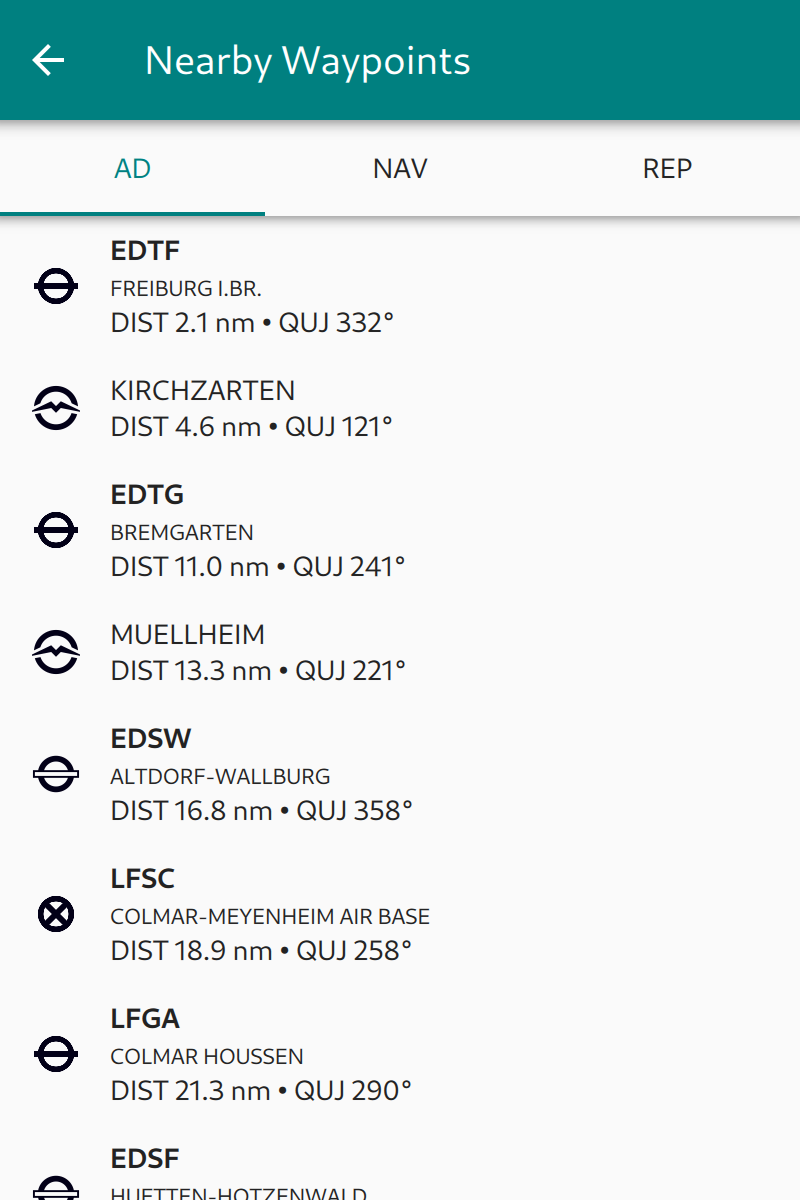 Nearby Waypoints
AD NAV REP
EDTF
FREIBURG I.BR.
DIST 2.1 nm • QUJ 332°
KIRCHZARTEN
DIST 4.6 nm • QUJ 121°
EDTG
BREMGARTEN
DIST 11.0 nm • QUJ 241°
MUELLHEIM
DIST 13.3 nm • QUJ 221°
EDSW
ALTDORF-WALLBURG
DIST 16.8 nm • QUJ 358°
LFSC
COLMAR-MEYENHEIM AIR BASE
DIST 18.9 nm • QUJ 258°
LFGA
COLMAR HOUSSEN
DIST 21.3 nm • QUJ 290°
EDSF
HUETTEN-HOTZENWALD